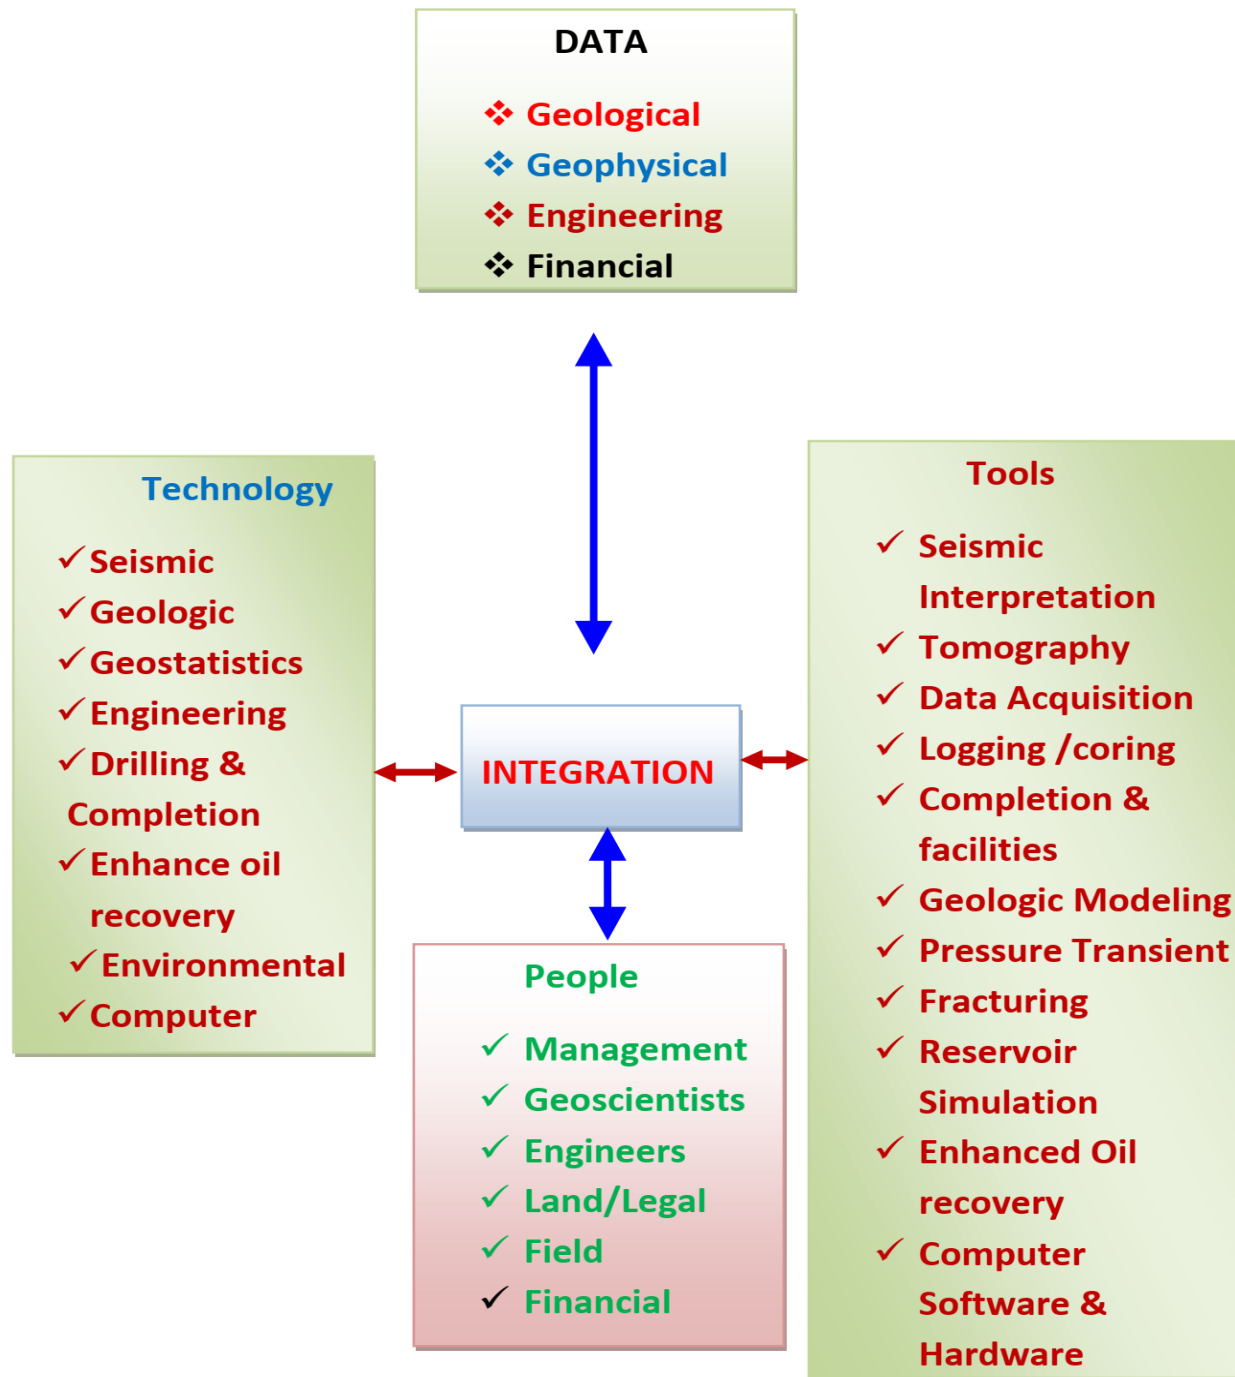 DATA
❖ Geological
❖ Geophysical
❖ Engineering
❖ Financial
Technology
✓ Seismic
✓ Geologic
✓ Geostatistics
✓ Engineering
✓ Drilling &
Completion
✓ Enhance oil
recovery
✓ Environmental
✓ Computer
INTEGRATION
Tools
✓ Seismic
Interpretation
✓ Tomography
✓ Data Acquisition
✓ Logging /coring
✓ Completion &
facilities
✓ Geologic Modeling
✓ Pressure Transient
✓ Fracturing
✓ Reservoir
Simulation
✓ Enhanced Oil
recovery
✓ Computer
Software &
Hardware
People
✓ Management
✓ Geoscientists
✓ Engineers
✓ Land/Legal
✓ Field
✓ Financial